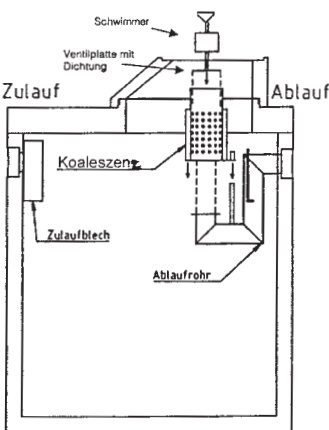 Schwimmer
Ventilplatte mit
Dichtung
Zulauf
Ablauf
Koaleszenz
Zulaufblech
Ablaufrohr